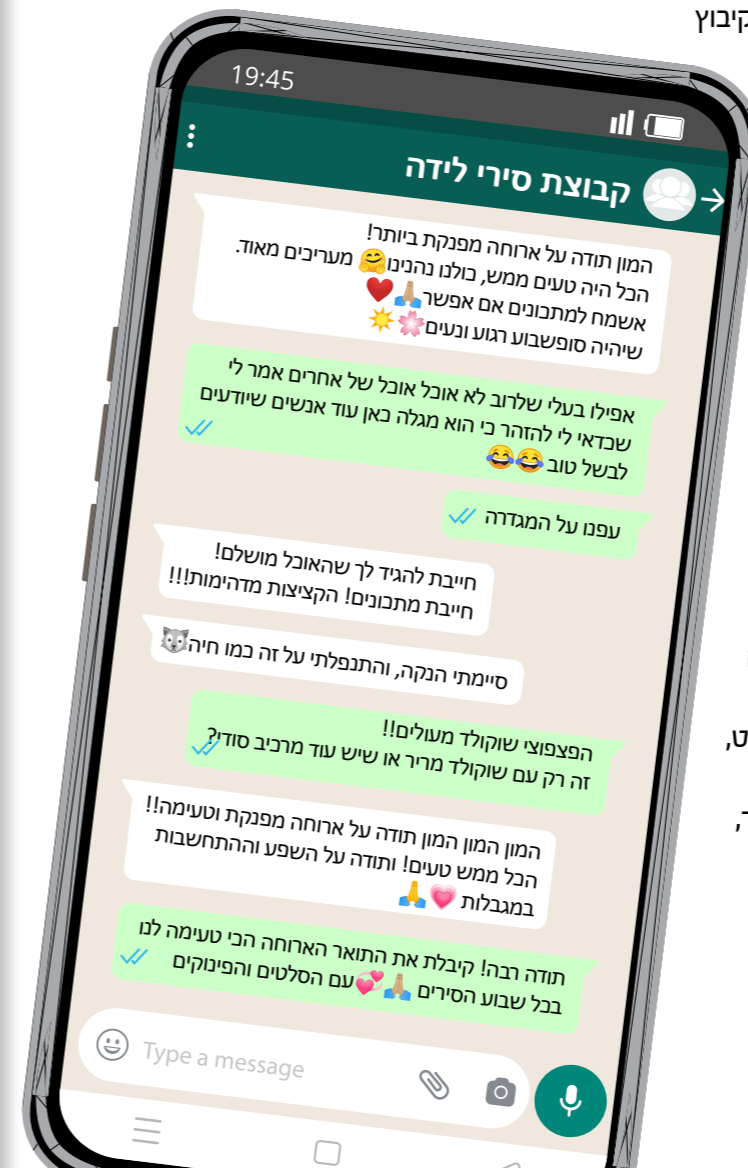 קיבוץ
19:45
קבוצת סירי לידה
המון תודה על ארוחה מפנקת ביותר!
הכל היה טעים ממש, כולנו נהנינו🤗 מעריכים מאוד.
אשמח למתכונים אם אפשר🙏🏼❤️
שיהיה סופשבוע רגוע ונעים🌸☀️
אפילו בעלי שלרוב לא אוכל אוכל של אחרים אמר לי
שכדאי לי להזהר כי הוא מגלה כאן עוד אנשים שיודעים
לבשל טוב 😂😂
עפנו על המגדרה
חייבת להגיד לך שהאוכל מושלם!
חייבת מתכונים! הקציצות מדהימות!!!
סיימתי הנקה, והתנפלתי על זה כמו חיה🐺
הפצפוצי שוקולד מעולים!!
זה רק עם שוקולד מריר או שיש עוד מרכיב סודי?
המון המון המון תודה על ארוחה מפנקת וטעימה!!
הכל ממש טעים! ותודה על השפע וההתחשבות
במגבלות 💗🙏
תודה רבה! קיבלת את התואר הארוחה הכי טעימה לנו
בכל שבוע הסירים 🙏🏼💞עם הסלטים והפינוקים
Type a message